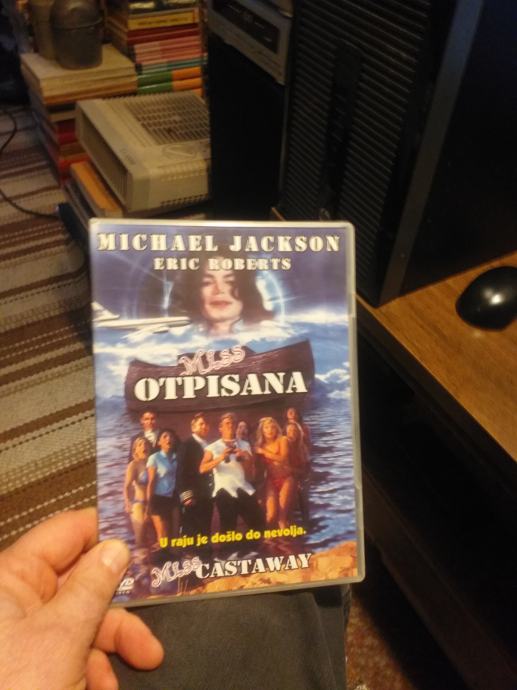 MICHAEL JACKSON
ERIC ROBERTS
MISS
OTPISANA
U raju je došlo do nevolja.
MISS CASTAWAY